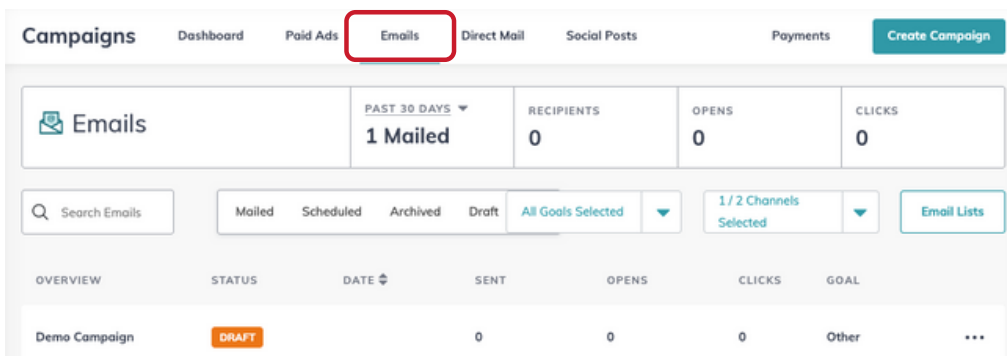 Campaigns Dashboard Paid Ads Emails Direct Mail Social Posts Payments Create Campaign
Emails
PAST 30 DAYS
1 Mailed
RECIPIENTS
0
OPENS
0
CLICKS
0
Search Emails Mailed Scheduled Archived Draft All Goals Selected
1 / 2 Channels
Selected
Email Lists
OVERVIEW STATUS DATE SENT OPENS CLICKS GOAL
Demo Campaign DRAFT 0 0 0 Other ...